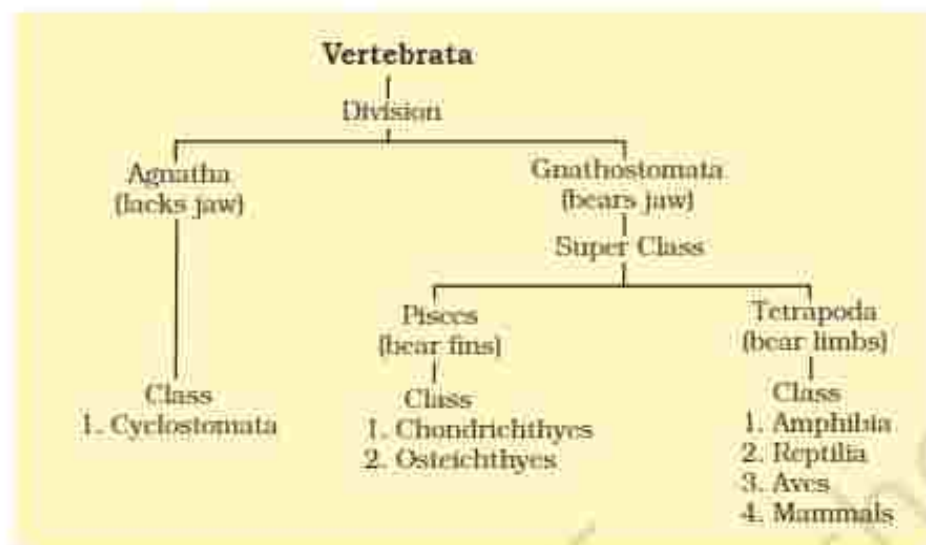 Vertebrata
Division
Agnatha
(lacks jaw)
Gnathostomata
(bears jaw)
Super Class
Pisces
(bear fins)
Tetrapoda
(bear limbs)
Class
1. Cyclostomata
Class
1. Chondrichthyes
2. Osteichthyes
Class
1. Amphibia
2. Reptilia
3. Aves
4. Mammals